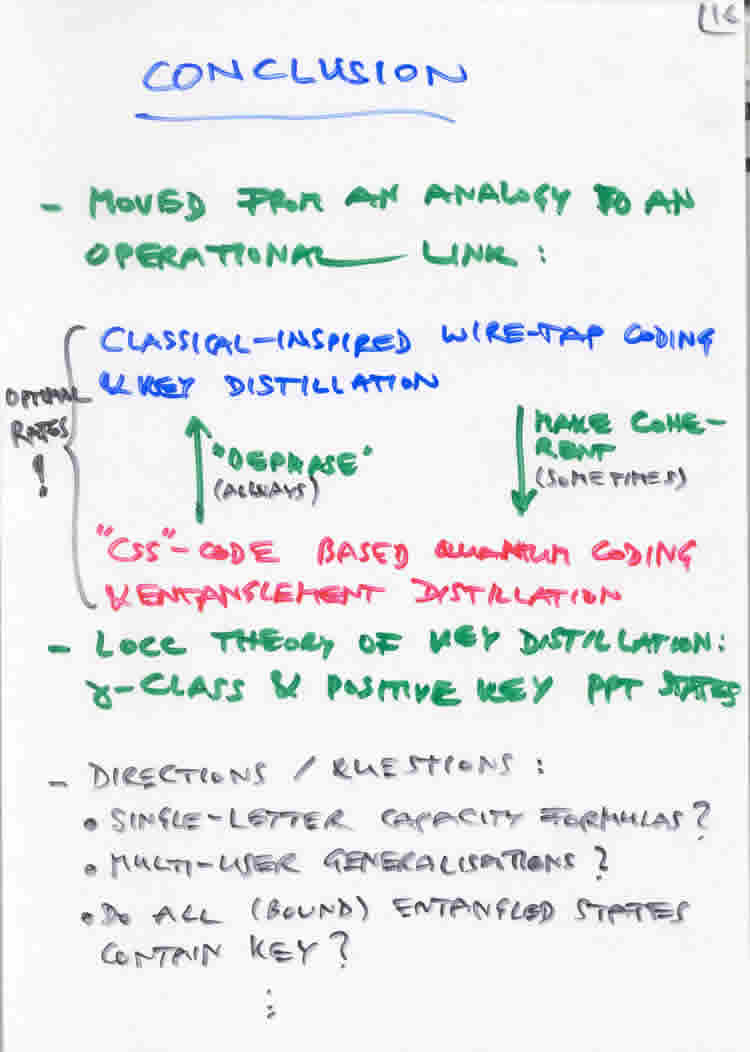 16
CONCLUSION
- MOVED FROM AN ANALOGY TO AN
OPERATIONAL LINK :
CLASSICAL-INSPIRED WIRE-TAP CODING
& KEY DISTILLATION
OPTIMAL
RATES
!
"DEPHASE"
(ALWAYS)
MAKE COHE-
RENT
(SOMETIMES)
"CSS"-CODE BASED QUANTUM CODING
& ENTANGLEMENT DISTILLATION
- LOCC THEORY OF KEY DISTILLATION:
γ-CLASS & POSITIVE KEY PPT STATES
- DIRECTIONS / QUESTIONS :
• SINGLE-LETTER CAPACITY FORMULAS?
• MULTI-USER GENERALISATIONS?
• DO ALL (BOUND) ENTANGLED STATES
CONTAIN KEY?
⋮